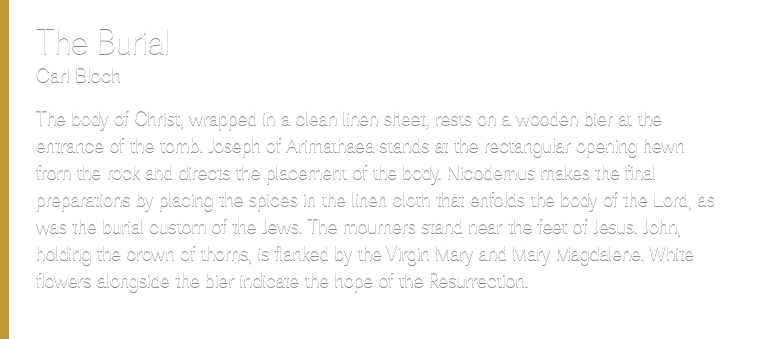 The Burial
Carl Bloch
The body of Christ, wrapped in a clean linen sheet, rests on a wooden bier at the
entrance of the tomb. Joseph of Arimathaea stands at the rectangular opening hewn
from the rock and directs the placement of the body. Nicodemus makes the final
preparations by placing the spices in the linen cloth that enfolds the body of the Lord, as
was the burial custom of the Jews. The mourners stand near the feet of Jesus. John,
holding the crown of thorns, is flanked by the Virgin Mary and Mary Magdalene. White
flowers alongside the bier indicate the hope of the Resurrection.